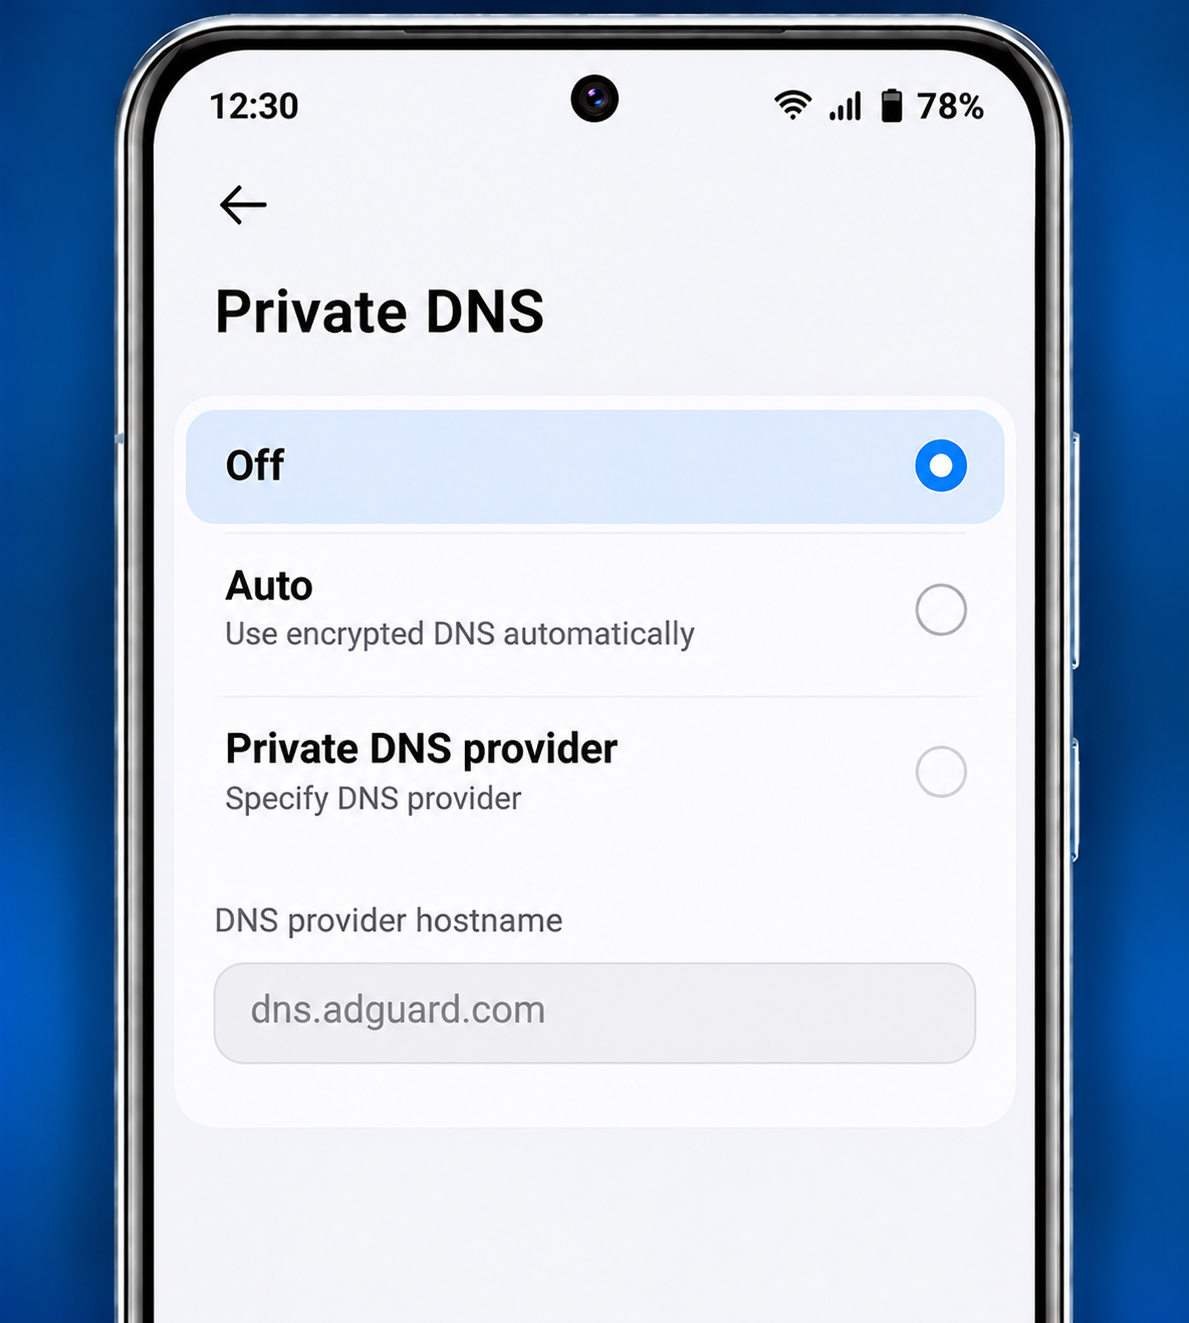 12:30
78%
Private DNS
Off
Auto
Use encrypted DNS automatically
Private DNS provider
Specify DNS provider
DNS provider hostname
dns.adguard.com